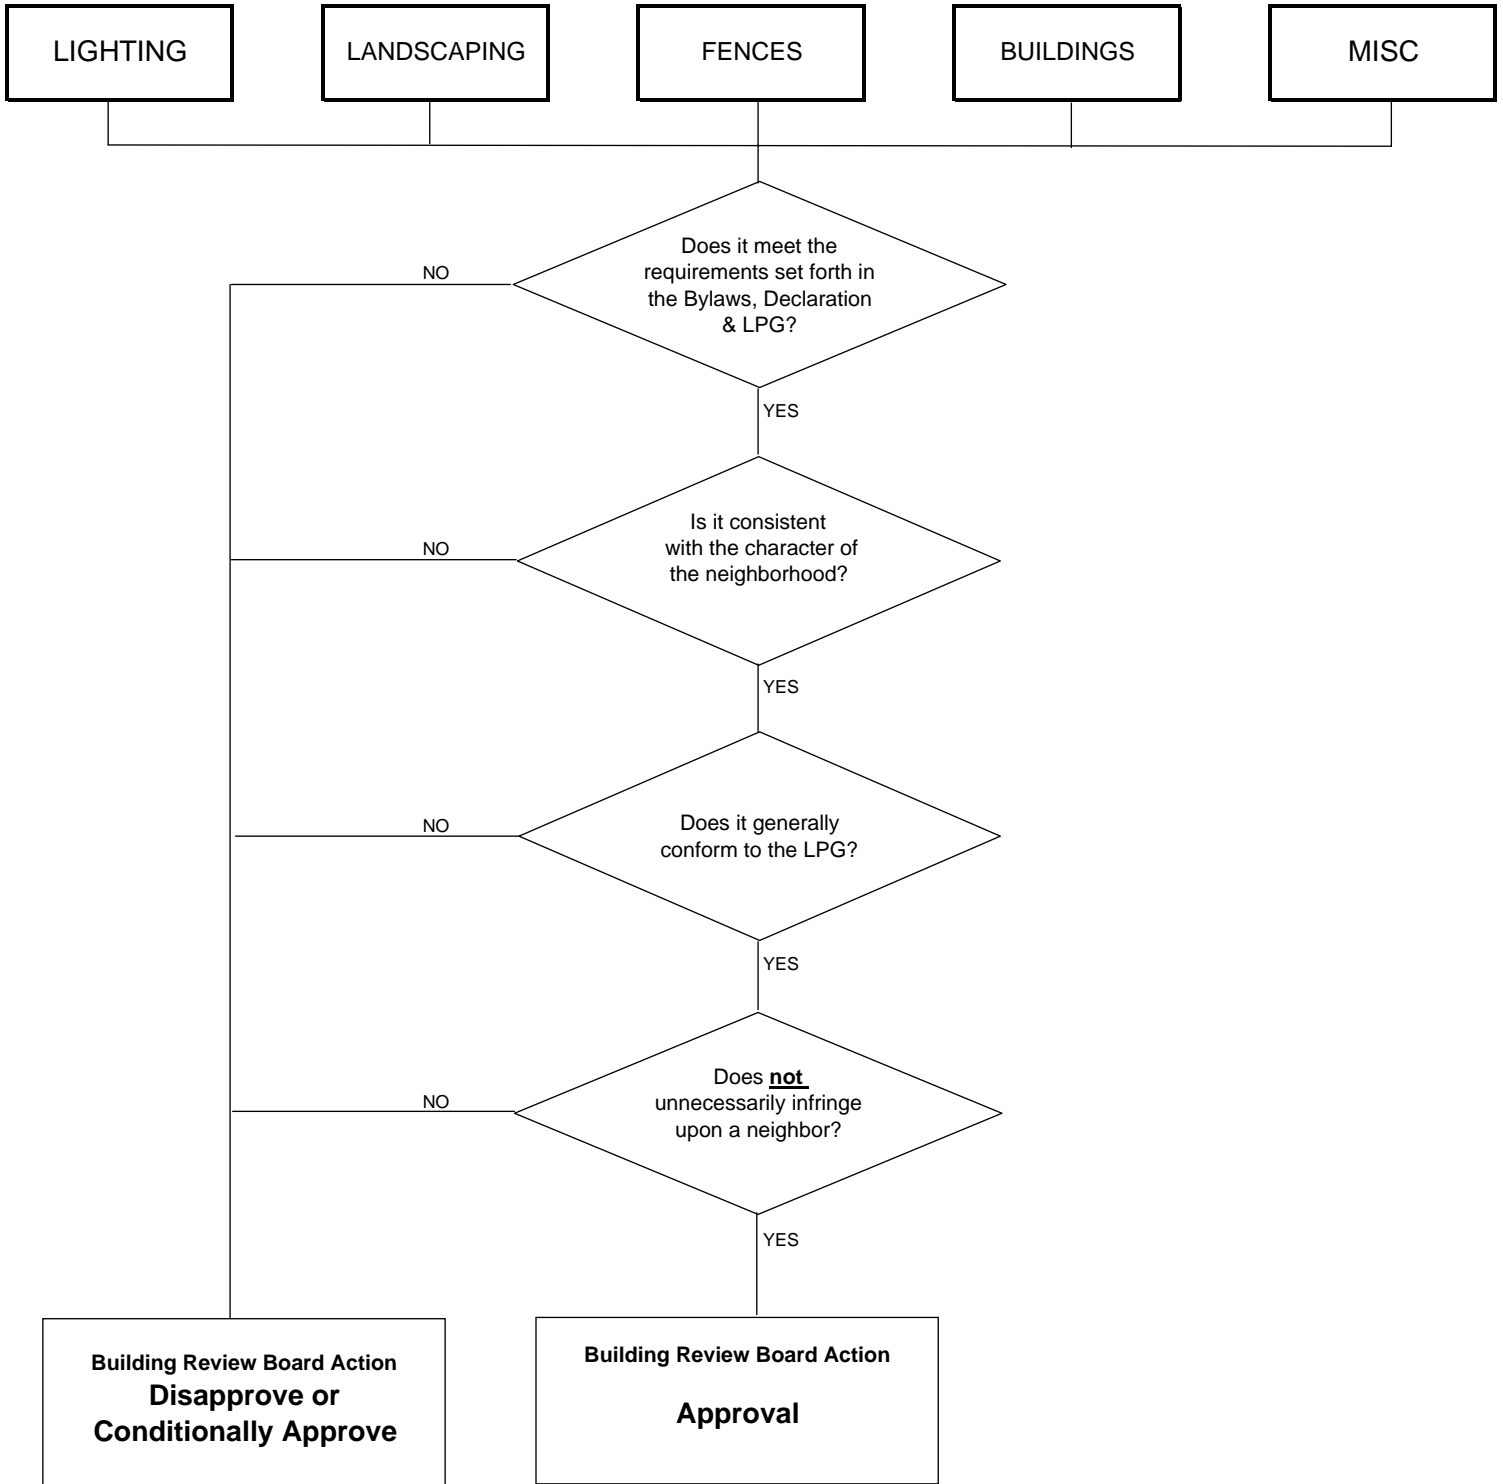 LIGHTING
LANDSCAPING
FENCES
BUILDINGS
MISC
Does it meet the
requirements set forth in
the Bylaws, Declaration
& LPG?
NO
YES
Is it consistent
with the character of
the neighborhood?
NO
YES
Does it generally
conform to the LPG?
NO
YES
Does not
unnecessarily infringe
upon a neighbor?
NO
YES
Building Review Board Action
Disapprove or
Conditionally Approve
Building Review Board Action
Approval